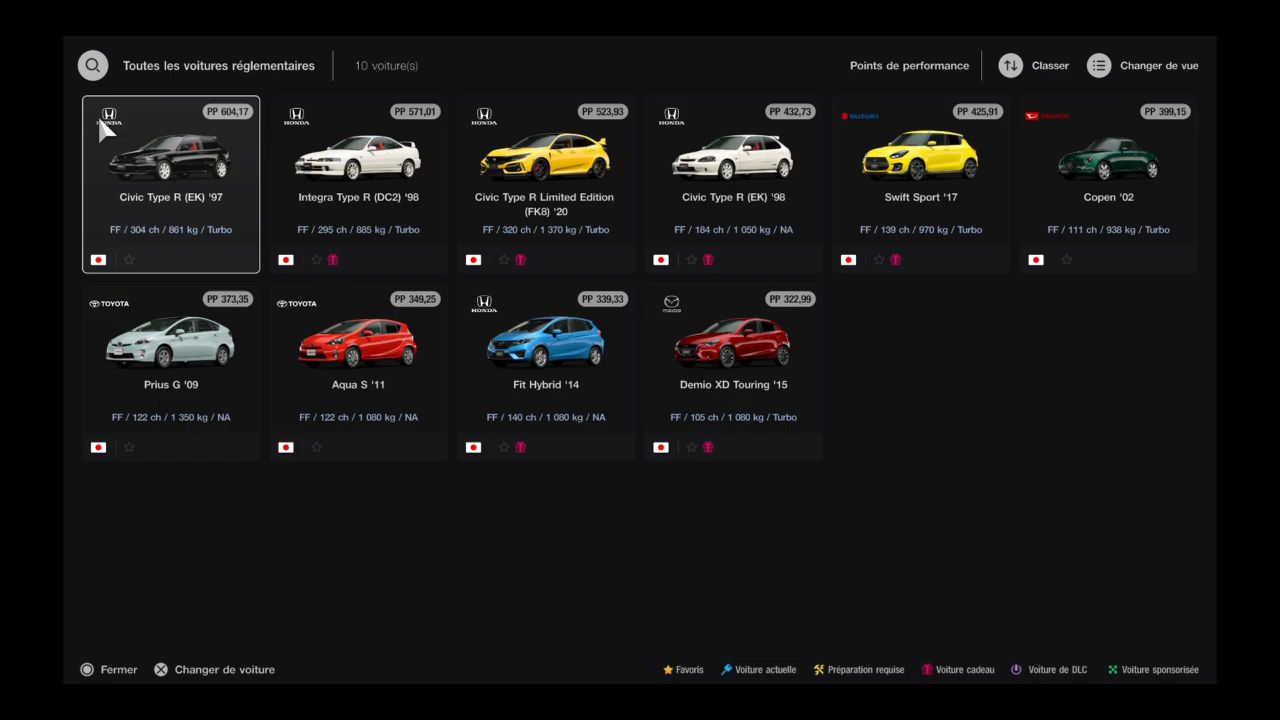 Toutes les voitures réglementaires
10 voiture(s)
Points de performance
Classer
Changer de vue
HONDA
PP 604,17
Civic Type R (EK) '97
FF / 304 ch / 861 kg / Turbo
HONDA
PP 571,01
Integra Type R (DC2) '98
FF / 295 ch / 885 kg / Turbo
HONDA
PP 523,93
Civic Type R Limited Edition
(FK8) '20
FF / 320 ch / 1 370 kg / Turbo
HONDA
PP 432,73
Civic Type R (EK) '98
FF / 184 ch / 1 050 kg / NA
SUZUKI
PP 425,91
Swift Sport '17
FF / 139 ch / 970 kg / Turbo
DAIHATSU
PP 399,15
Copen '02
FF / 111 ch / 938 kg / Turbo
TOYOTA
PP 373,35
Prius G '09
FF / 122 ch / 1 350 kg / NA
TOYOTA
PP 349,25
Aqua S '11
FF / 122 ch / 1 080 kg / NA
HONDA
PP 339,33
Fit Hybrid '14
FF / 140 ch / 1 080 kg / NA
mazda
PP 322,99
Demio XD Touring '15
FF / 105 ch / 1 080 kg / Turbo
Fermer
Changer de voiture
Favoris
Voiture actuelle
Préparation requise
Voiture cadeau
Voiture de DLC
Voiture sponsorisée